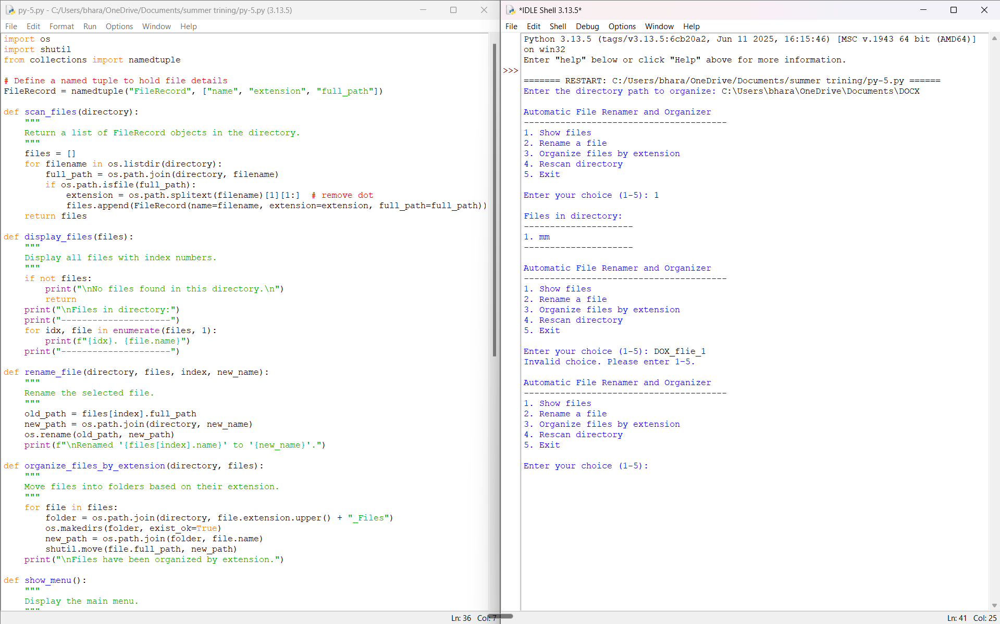 py-5.py - C:/Users/bhara/OneDrive/Documents/summer trining/py-5.py (3.13.5)
File Edit Format Run Options Window Help
import os
import shutil
from collections import namedtuple
# Define a named tuple to hold file details
FileRecord = namedtuple("FileRecord", ["name", "extension", "full_path"])
def scan_files(directory):
"""
Return a list of FileRecord objects in the directory.
"""
files = []
for filename in os.listdir(directory):
full_path = os.path.join(directory, filename)
if os.path.isfile(full_path):
extension = os.path.splitext(filename)[1][1:]  # remove dot
files.append(FileRecord(name=filename, extension=extension, full_path=full_path))
return files
def display_files(files):
"""
Display all files with index numbers.
"""
if not files:
print("\nNo files found in this directory.\n")
return
print("\nFiles in directory:")
print("---------------------")
for idx, file in enumerate(files, 1):
print(f"{idx}. {file.name}")
print("---------------------")
def rename_file(directory, files, index, new_name):
"""
Rename the selected file.
"""
old_path = files[index].full_path
new_path = os.path.join(directory, new_name)
os.rename(old_path, new_path)
print(f"\nRenamed '{files[index].name}' to '{new_name}'.")
def organize_files_by_extension(directory, files):
"""
Move files into folders based on their extension.
"""
for file in files:
folder = os.path.join(directory, file.extension.upper() + "_Files")
os.makedirs(folder, exist_ok=True)
new_path = os.path.join(folder, file.name)
shutil.move(file.full_path, new_path)
print("\nFiles have been organized by extension.")
def show_menu():
"""
Display the main menu.
"""
Ln: 36 Col: 7
*IDLE Shell 3.13.5*
File Edit Shell Debug Options Window Help
Python 3.13.5 (tags/v3.13.5:6cb20a2, Jun 11 2025, 16:15:46) [MSC v.1943 64 bit (AMD64)]
on win32
Enter "help" below or click "Help" above for more information.
>>>
======= RESTART: C:/Users/bhara/OneDrive/Documents/summer trining/py-5.py ======
Enter the directory path to organize: C:\Users\bhara\OneDrive\Documents\DOCX
Automatic File Renamer and Organizer
---------------------------------------
1. Show files
2. Rename a file
3. Organize files by extension
4. Rescan directory
5. Exit
Enter your choice (1-5): 1
Files in directory:
---------------------
1. mm
---------------------
Automatic File Renamer and Organizer
---------------------------------------
1. Show files
2. Rename a file
3. Organize files by extension
4. Rescan directory
5. Exit
Enter your choice (1-5): DOX_flie_1
Invalid choice. Please enter 1-5.
Automatic File Renamer and Organizer
---------------------------------------
1. Show files
2. Rename a file
3. Organize files by extension
4. Rescan directory
5. Exit
Enter your choice (1-5):
Ln: 41 Col: 25